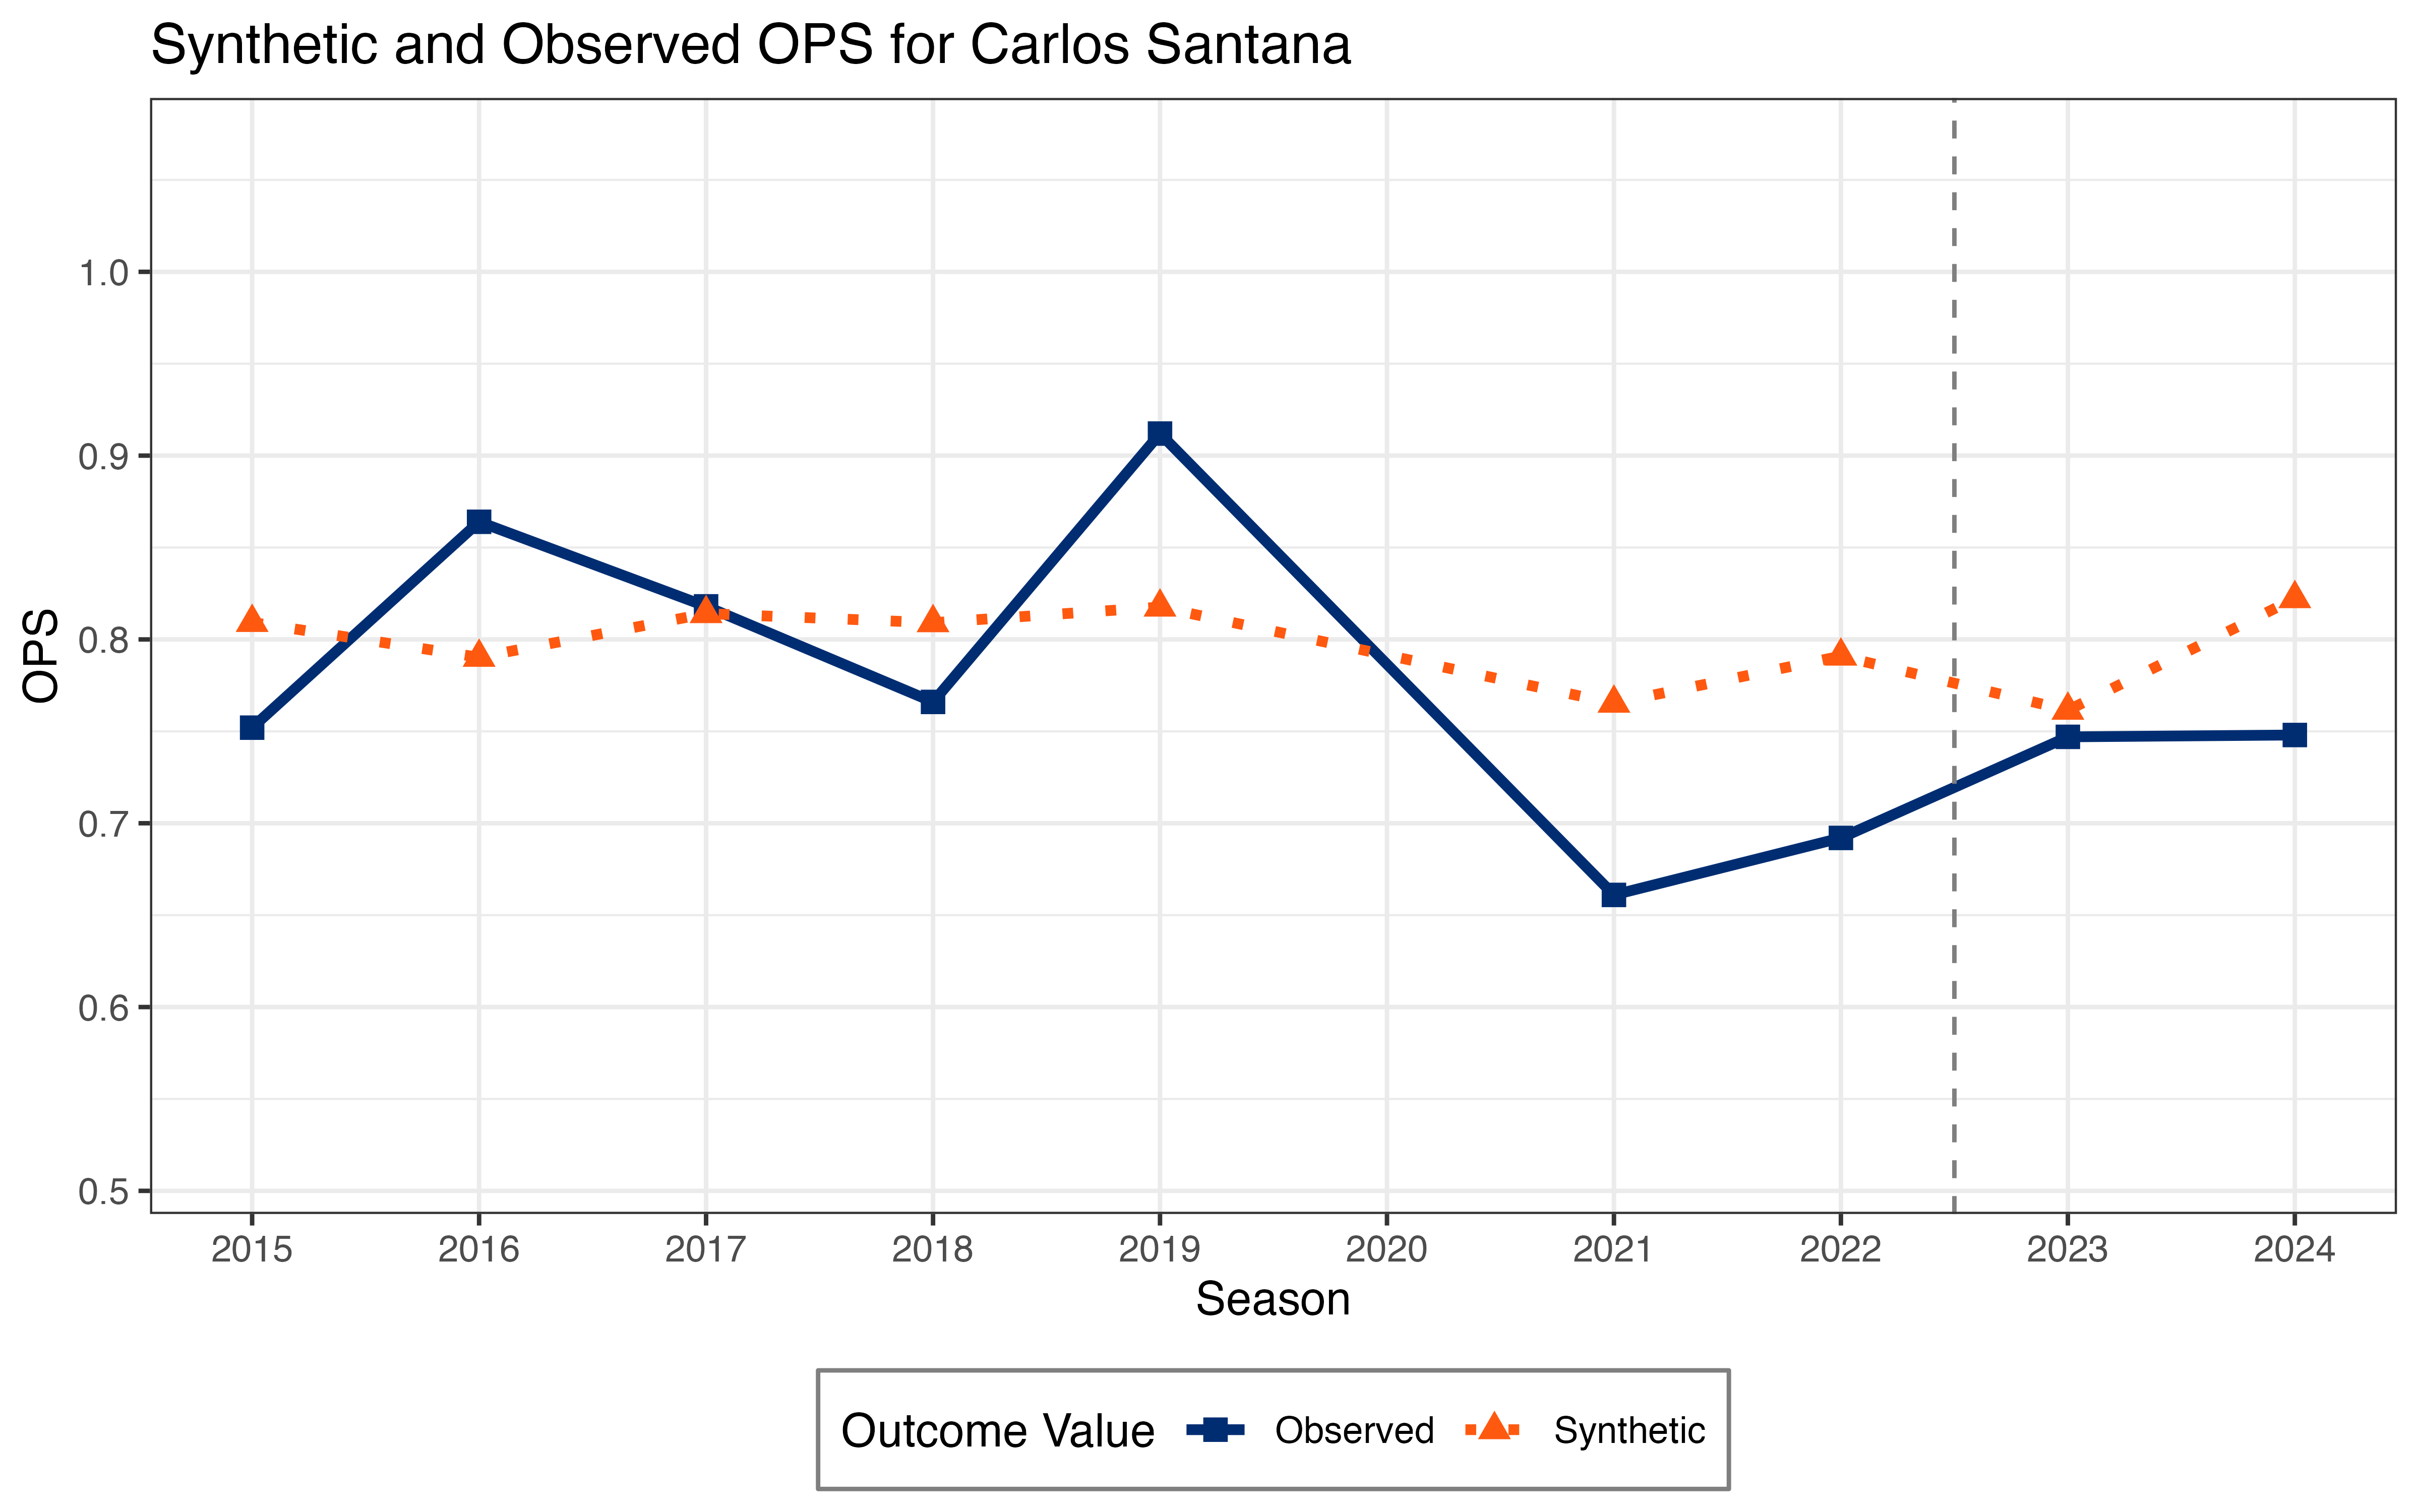 Synthetic and Observed OPS for Carlos Santana
OPS
1.0
0.9
0.8
0.7
0.6
0.5
2015 2016 2017 2018 2019 2020 2021 2022 2023 2024
Season
Outcome Value Observed Synthetic